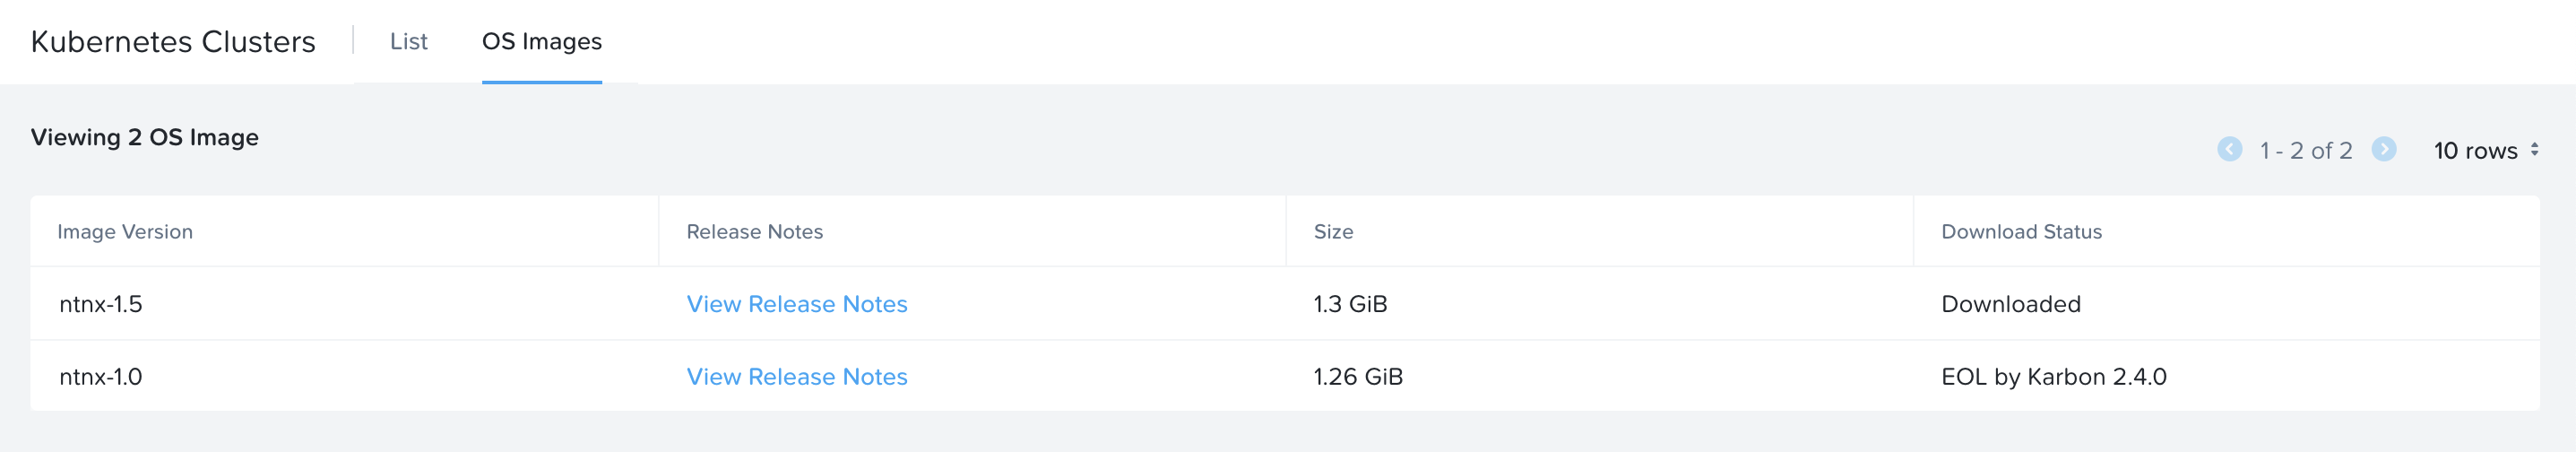 Kubernetes Clusters List OS Images
Viewing 2 OS Image
1 - 2 of 2 10 rows
Image Version Release Notes Size Download Status
ntnx-1.5 View Release Notes 1.3 GiB Downloaded
ntnx-1.0 View Release Notes 1.26 GiB EOL by Karbon 2.4.0